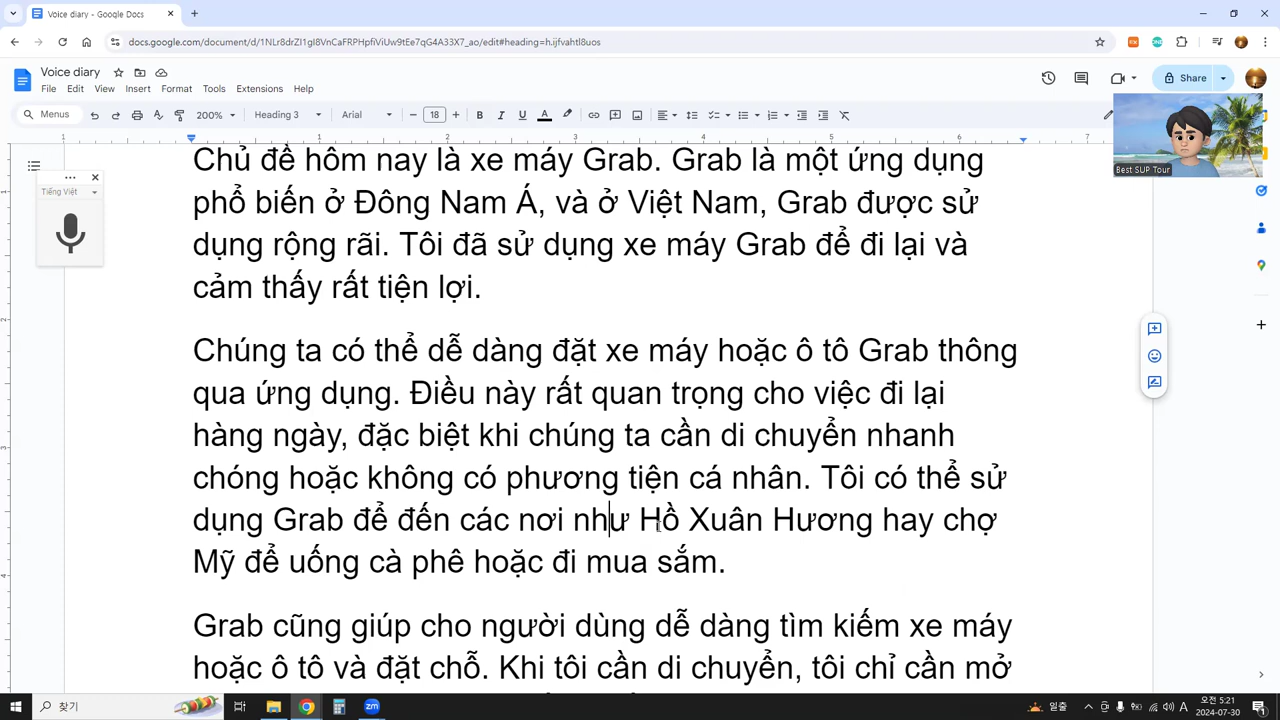 Voice diary - Google Docs
docs.google.com/document/d/1NLr8drZI1gI8VnCaFRPHpfiViUw9tEe7qG4A33X7_ao/edit#heading=h.ijfvahtl8uos
Voice diary
File Edit View Insert Format Tools Extensions Help
Share
Menus 200% Heading 3 Arial 18
Best SUP Tour
Tiếng Việt
Chủ đề hôm nay là xe máy Grab. Grab là một ứng dụng
phổ biến ở Đông Nam Á, và ở Việt Nam, Grab được sử
dụng rộng rãi. Tôi đã sử dụng xe máy Grab để đi lại và
cảm thấy rất tiện lợi.
Chúng ta có thể dễ dàng đặt xe máy hoặc ô tô Grab thông
qua ứng dụng. Điều này rất quan trọng cho việc đi lại
hàng ngày, đặc biệt khi chúng ta cần di chuyển nhanh
chóng hoặc không có phương tiện cá nhân. Tôi có thể sử
dụng Grab để đến các nơi như Hồ Xuân Hương hay chợ
Mỹ để uống cà phê hoặc đi mua sắm.
Grab cũng giúp cho người dùng dễ dàng tìm kiếm xe máy
hoặc ô tô và đặt chỗ. Khi tôi cần di chuyển, tôi chỉ cần mở
찾기
일출
A
오전 5:21
2024-07-30